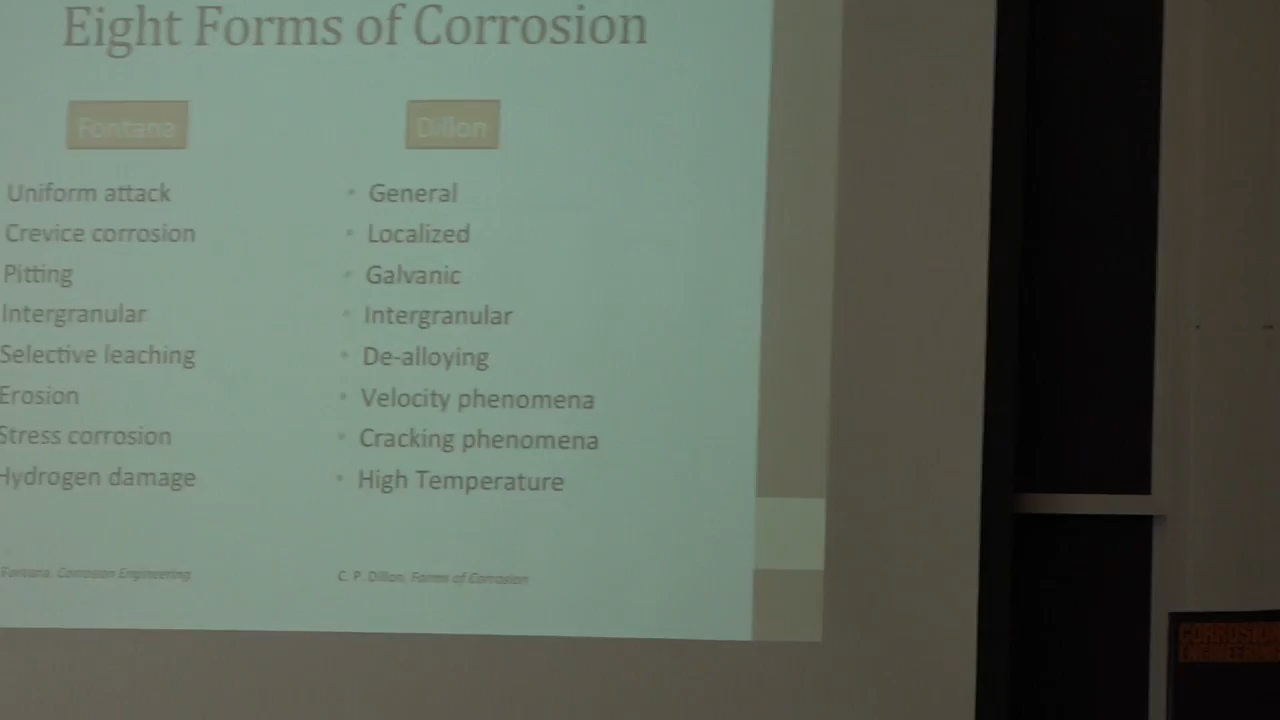 Eight Forms of Corrosion
Fontana
Uniform attack
Crevice corrosion
Pitting
Intergranular
Selective leaching
Erosion
Stress corrosion
Hydrogen damage
Fontana, Corrosion Engineering
Dillon
• General
• Localized
• Galvanic
• Intergranular
• De-alloying
• Velocity phenomena
• Cracking phenomena
• High Temperature
C. P. Dillon, Forms of Corrosion
CORROSION
ENGINEERING